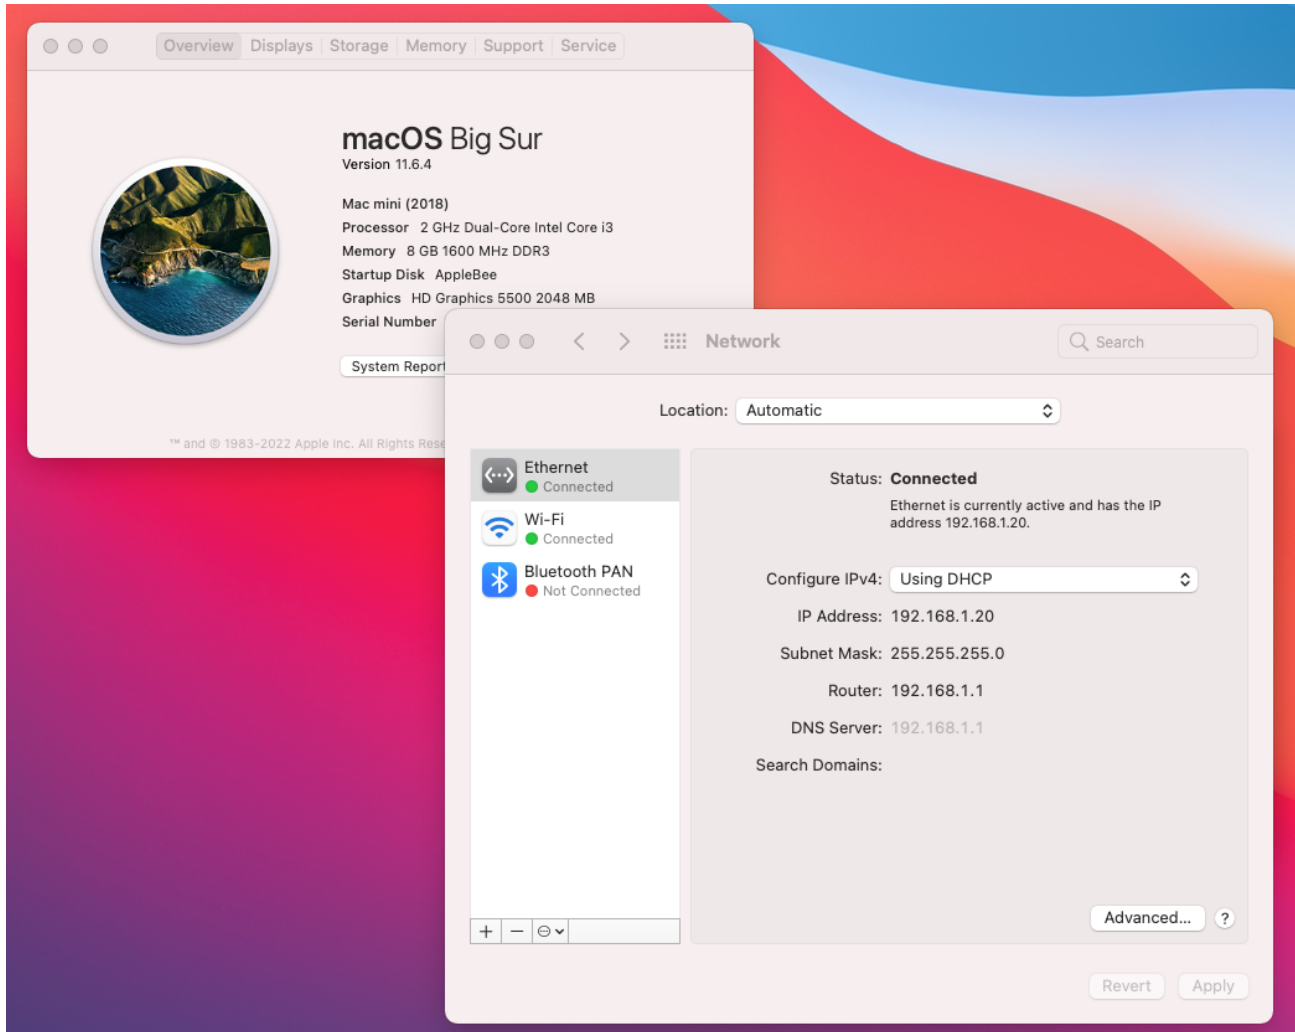 Overview Displays Storage Memory Support Service
macOS Big Sur
Version 11.6.4
Mac mini (2018)
Processor 2 GHz Dual-Core Intel Core i3
Memory 8 GB 1600 MHz DDR3
Startup Disk AppleBee
Graphics HD Graphics 5500 2048 MB
Serial Number
System Report
™ and © 1983-2022 Apple Inc. All Rights Rese
Network
Search
Location: Automatic
Ethernet
Connected
Wi-Fi
Connected
Bluetooth PAN
Not Connected
Status: Connected
Ethernet is currently active and has the IP
address 192.168.1.20.
Configure IPv4: Using DHCP
IP Address: 192.168.1.20
Subnet Mask: 255.255.255.0
Router: 192.168.1.1
DNS Server: 192.168.1.1
Search Domains:
Advanced... ?
Revert Apply